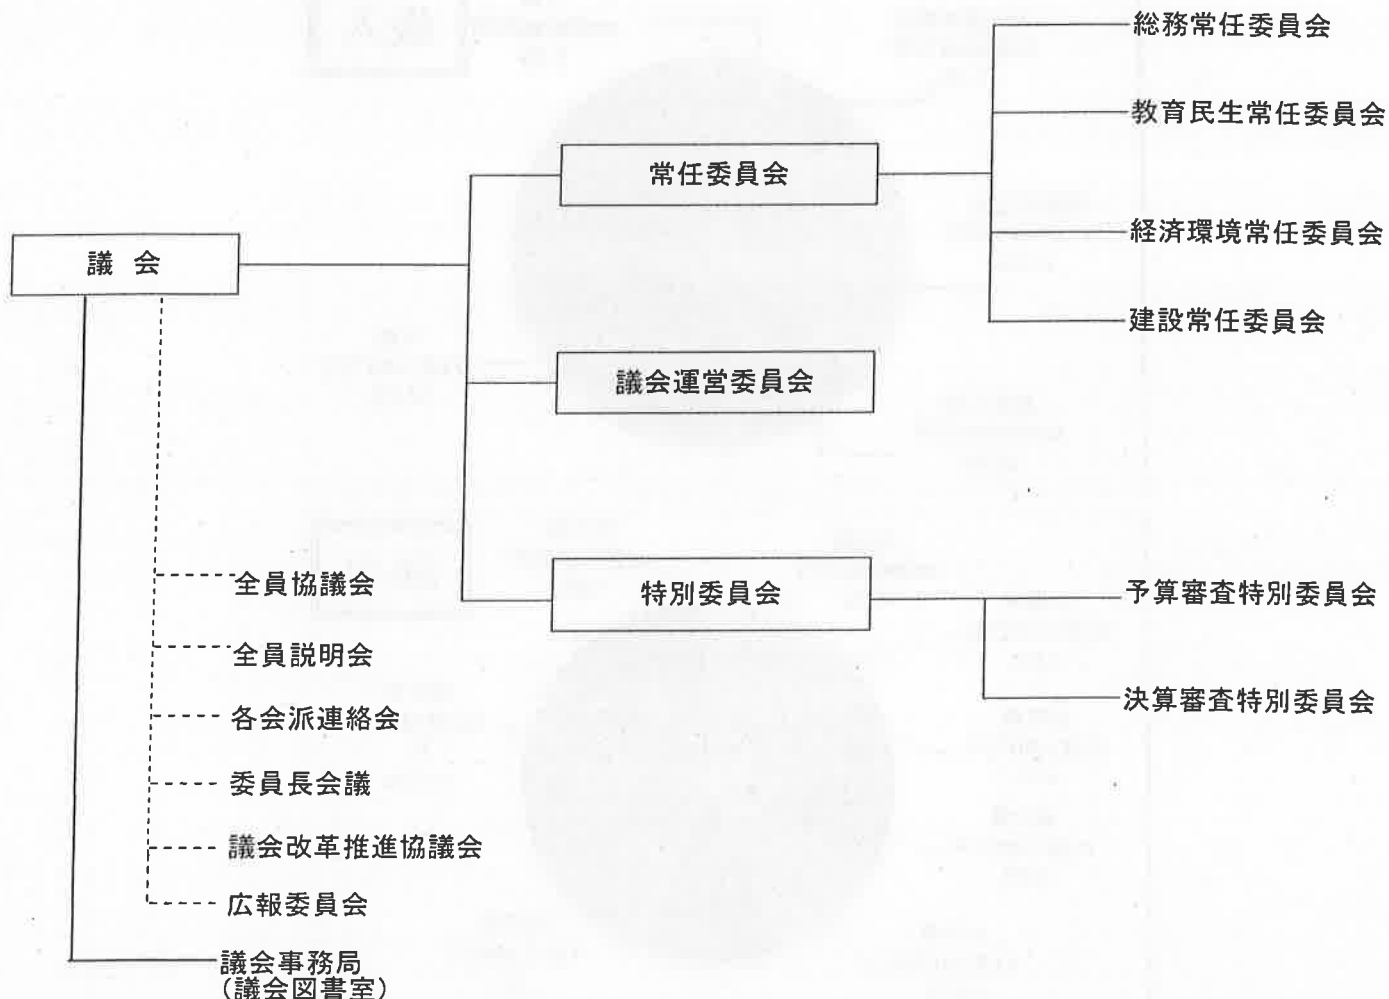 総務常任委員会
教育民生常任委員会
常任委員会
経済環境常任委員会
議 会
建設常任委員会
議会運営委員会
特別委員会
予算審査特別委員会
決算審査特別委員会
全員協議会
全員説明会
各会派連絡会
委員長会議
議会改革推進協議会
広報委員会
議会事務局
(議会図書室)